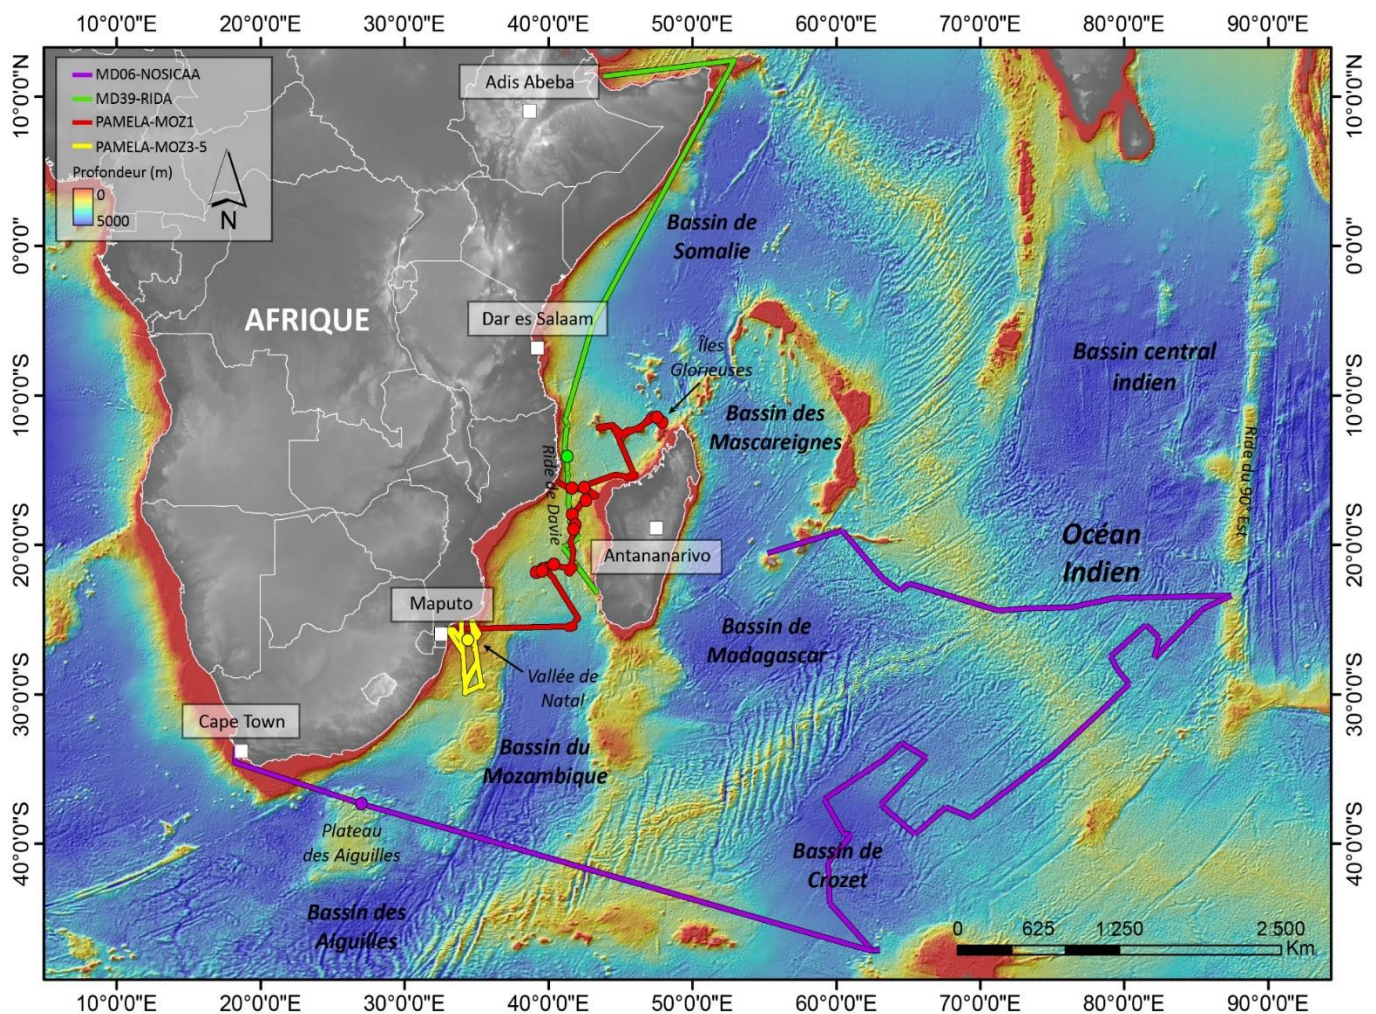 10°0'0"E 20°0'0"E 30°0'0"E 40°0'0"E 50°0'0"E 60°0'0"E 70°0'0"E 80°0'0"E 90°0'0"E
MD06-NOSICAA
MD39-RIDA
PAMELA-MOZ1
PAMELA-MOZ3-5
Profondeur (m)
0
5000
N
Adis Abeba
10°0'0"N
10°0'0"N
Bassin de
Somalie
0°0'0"
0°0'0"
AFRIQUE
Dar es Salaam
Îles
Glorieuses
Bassin central
indien
10°0'0"S
10°0'0"S
Bassin des
Mascareignes
Ride de Davie
Ride du 90° Est
Océan
Indien
20°0'0"S
20°0'0"S
Antananarivo
Maputo
Bassin de
Madagascar
Vallée de
Natal
30°0'0"S
30°0'0"S
Cape Town
Bassin du
Mozambique
Plateau
des Aiguilles
40°0'0"S
40°0'0"S
Bassin de
Crozet
Bassin des
Aiguilles
0 625 1 250 2 500
Km
10°0'0"E 20°0'0"E 30°0'0"E 40°0'0"E 50°0'0"E 60°0'0"E 70°0'0"E 80°0'0"E 90°0'0"E